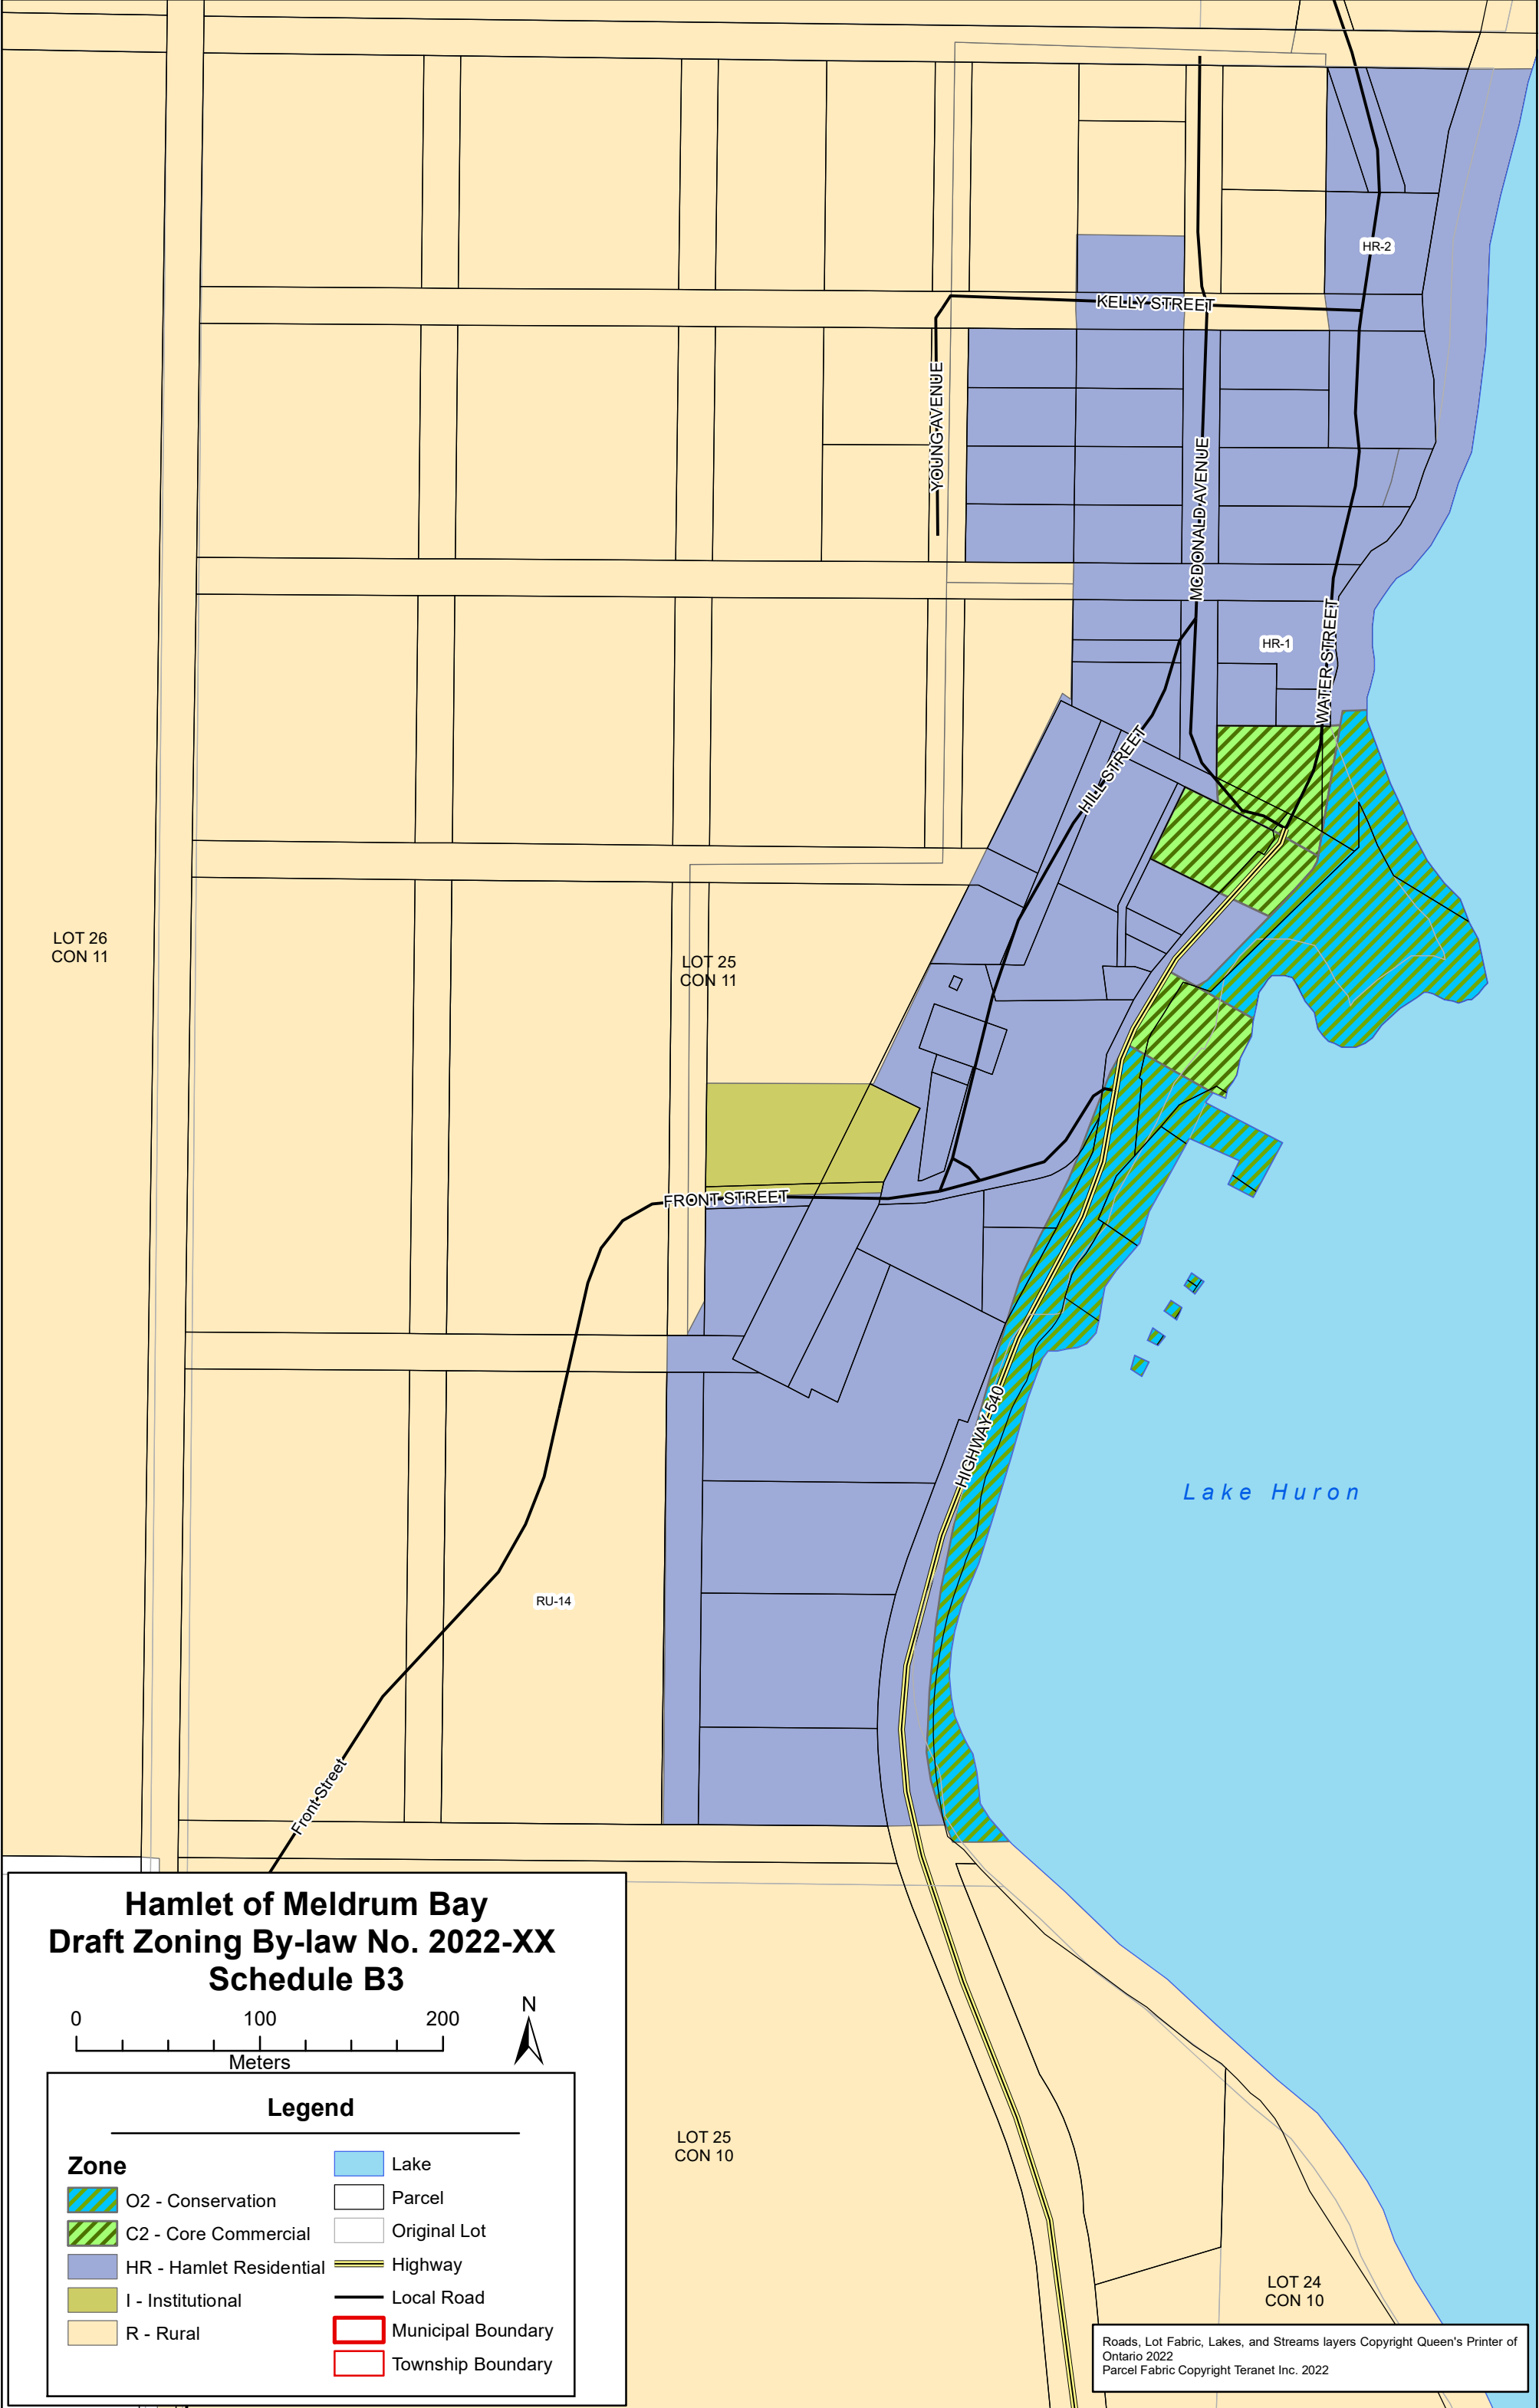 HR-2
KELLY STREET
YOUNG AVENUE
MCDONALD AVENUE
HR-1
WATER STREET
HILL STREET
LOT 26
CON 11
LOT 25
CON 11
FRONT STREET
HIGHWAY 540
Lake Huron
RU-14
Front Street
Hamlet of Meldrum Bay
Draft Zoning By-law No. 2022-XX
Schedule B3
0 100 200
Meters
N
Legend
Zone
O2 - Conservation
C2 - Core Commercial
HR - Hamlet Residential
I - Institutional
R - Rural
Lake
Parcel
Original Lot
Highway
Local Road
Municipal Boundary
Township Boundary
LOT 25
CON 10
LOT 24
CON 10
Roads, Lot Fabric, Lakes, and Streams layers Copyright Queen's Printer of
Ontario 2022
Parcel Fabric Copyright Teranet Inc. 2022